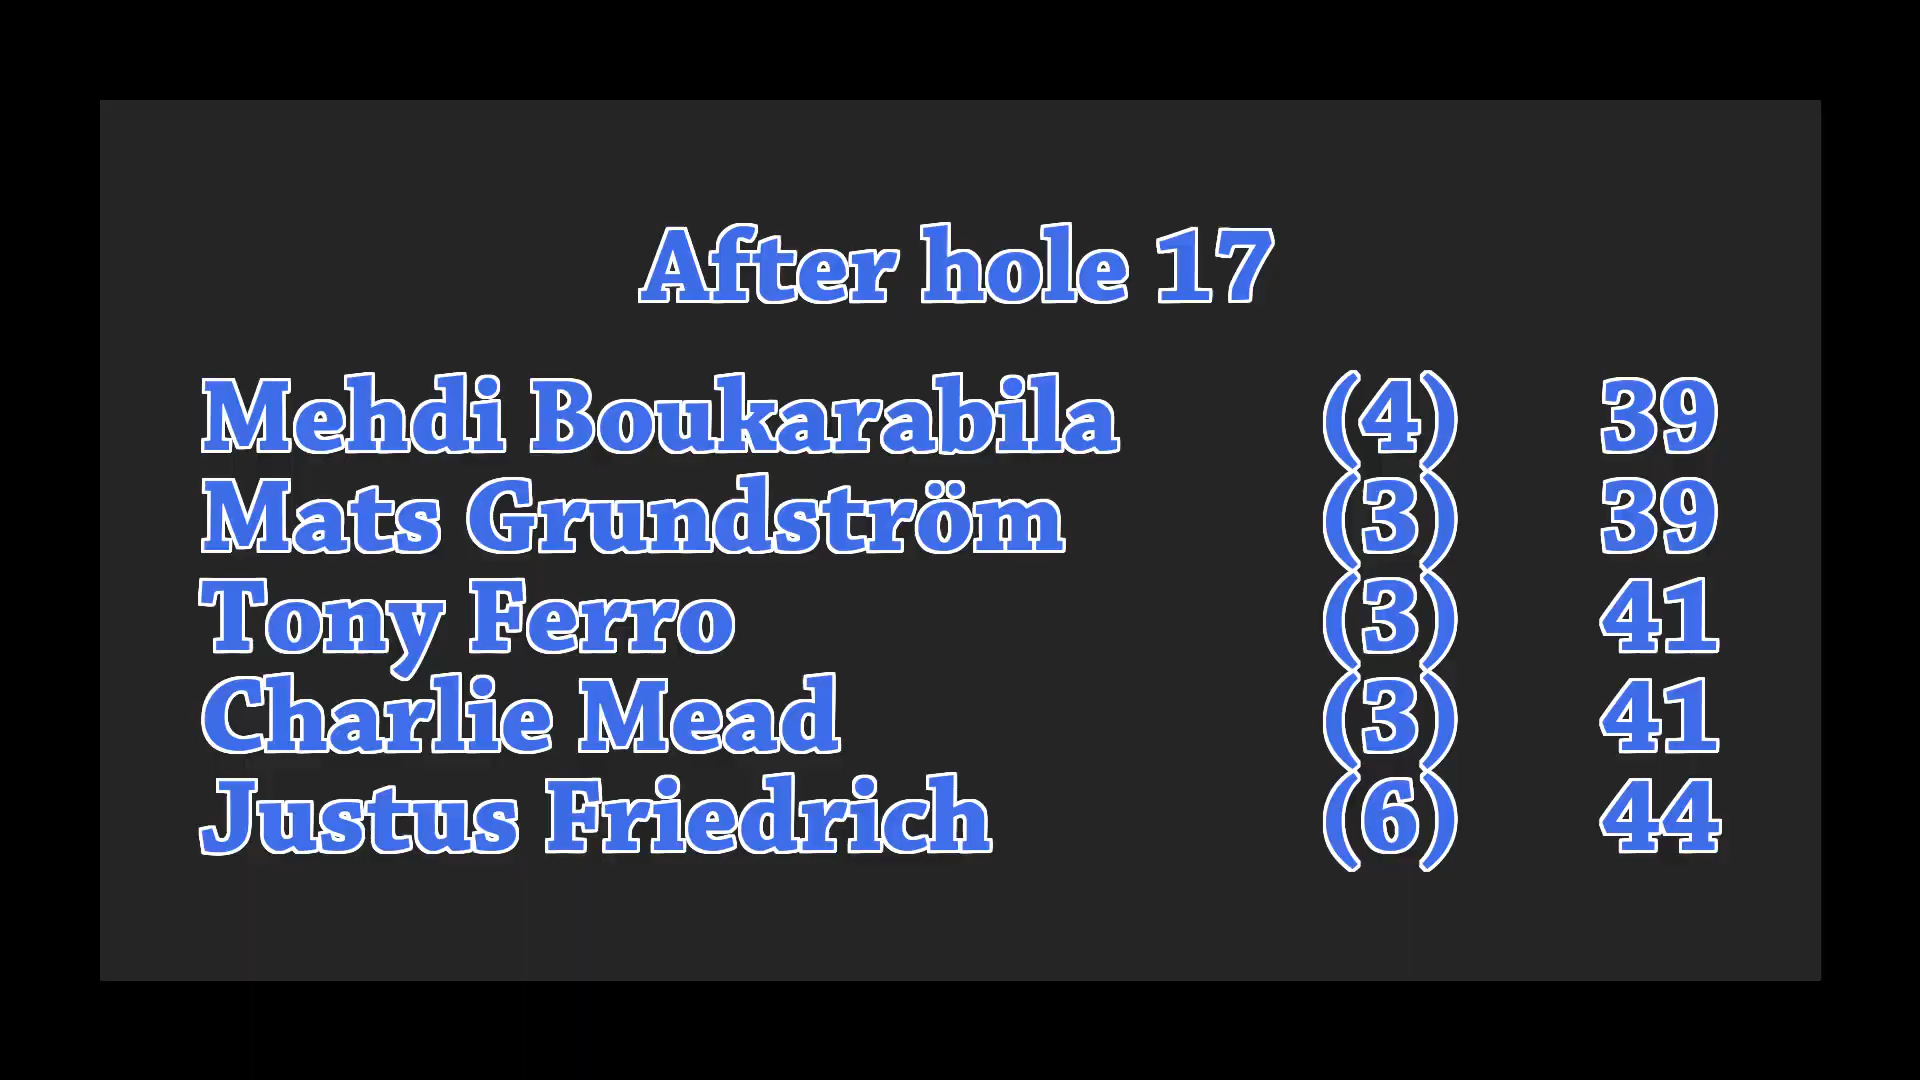 After hole 17
Mehdi Boukarabila (4) 39
Mats Grundström (3) 39
Tony Ferro (3) 41
Charlie Mead (3) 41
Justus Friedrich (6) 44